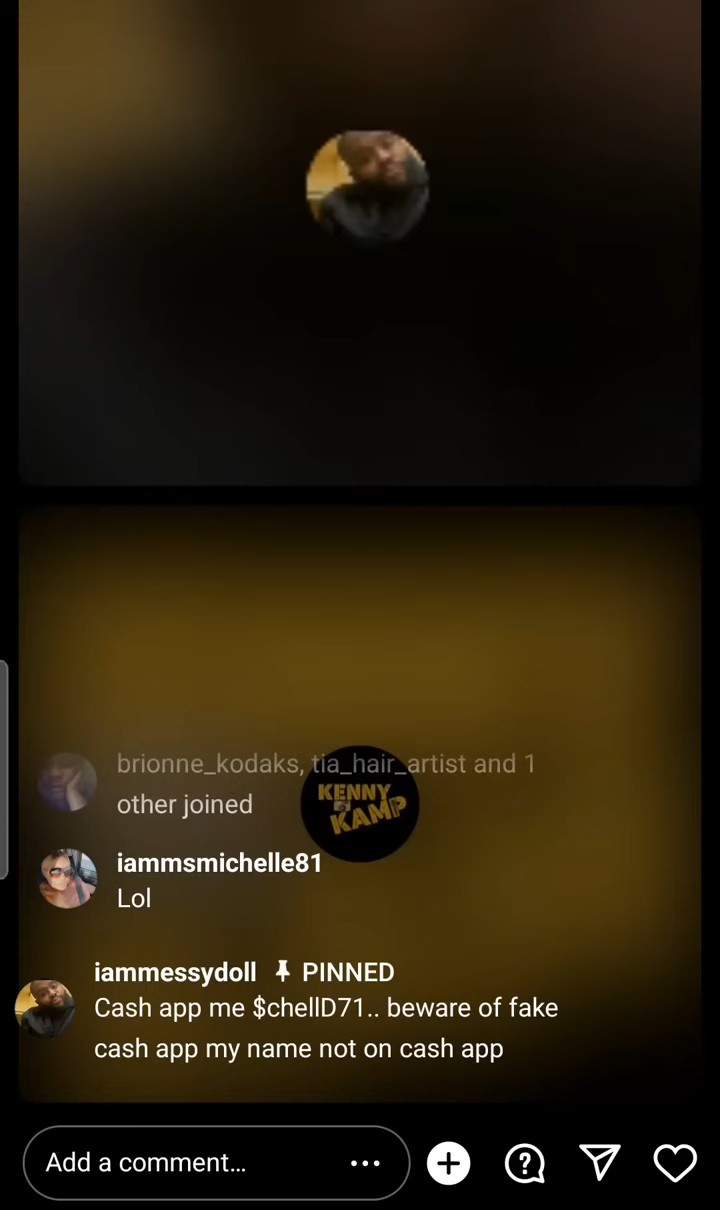 brionne_kodaks, tia_hair_artist and 1
other joined
KENNY
KAMP
iammsmichelle81
Lol
iammessydoll PINNED
Cash app me $chellD71.. beware of fake
cash app my name not on cash app
Add a comment...